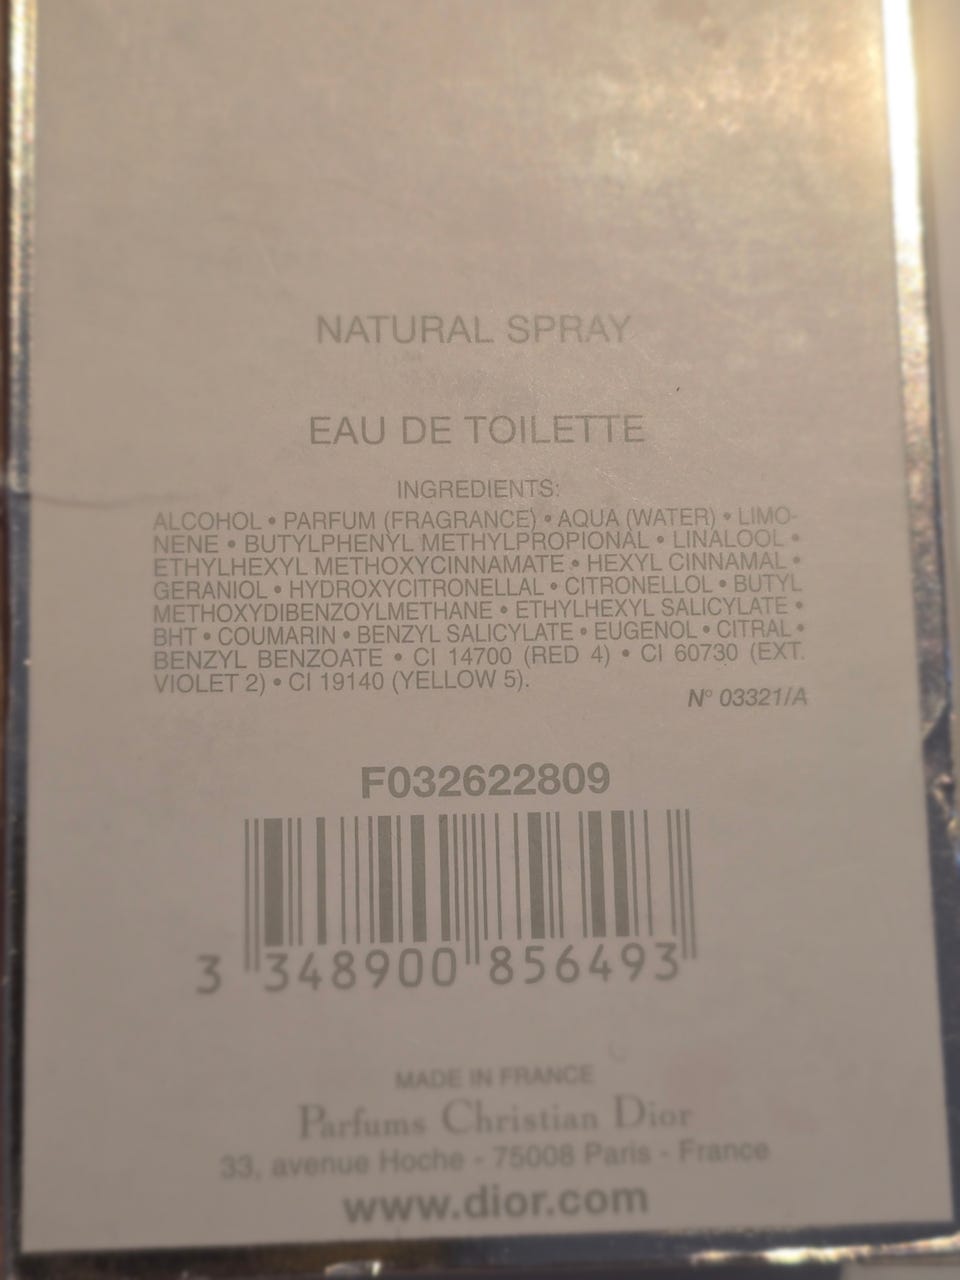 NATURAL SPRAY
EAU DE TOILETTE
INGREDIENTS:
ALCOHOL • PARFUM (FRAGRANCE) • AQUA (WATER) • LIMO-
NENE • BUTYLPHENYL METHYLPROPIONAL • LINALOOL •
ETHYLHEXYL METHOXYCINNAMATE • HEXYL CINNAMAL •
GERANIOL • HYDROXYCITRONELLAL • CITRONELLOL • BUTYL
METHOXYDIBENZOYLMETHANE • ETHYLHEXYL SALICYLATE •
BHT • COUMARIN • BENZYL SALICYLATE • EUGENOL • CITRAL •
BENZYL BENZOATE • CI 14700 (RED 4) • CI 60730 (EXT.
VIOLET 2) • CI 19140 (YELLOW 5).
N° 03321/A
F032622809
3 348900 856493
MADE IN FRANCE
Parfums Christian Dior
33, avenue Hoche - 75008 Paris - France
www.dior.com